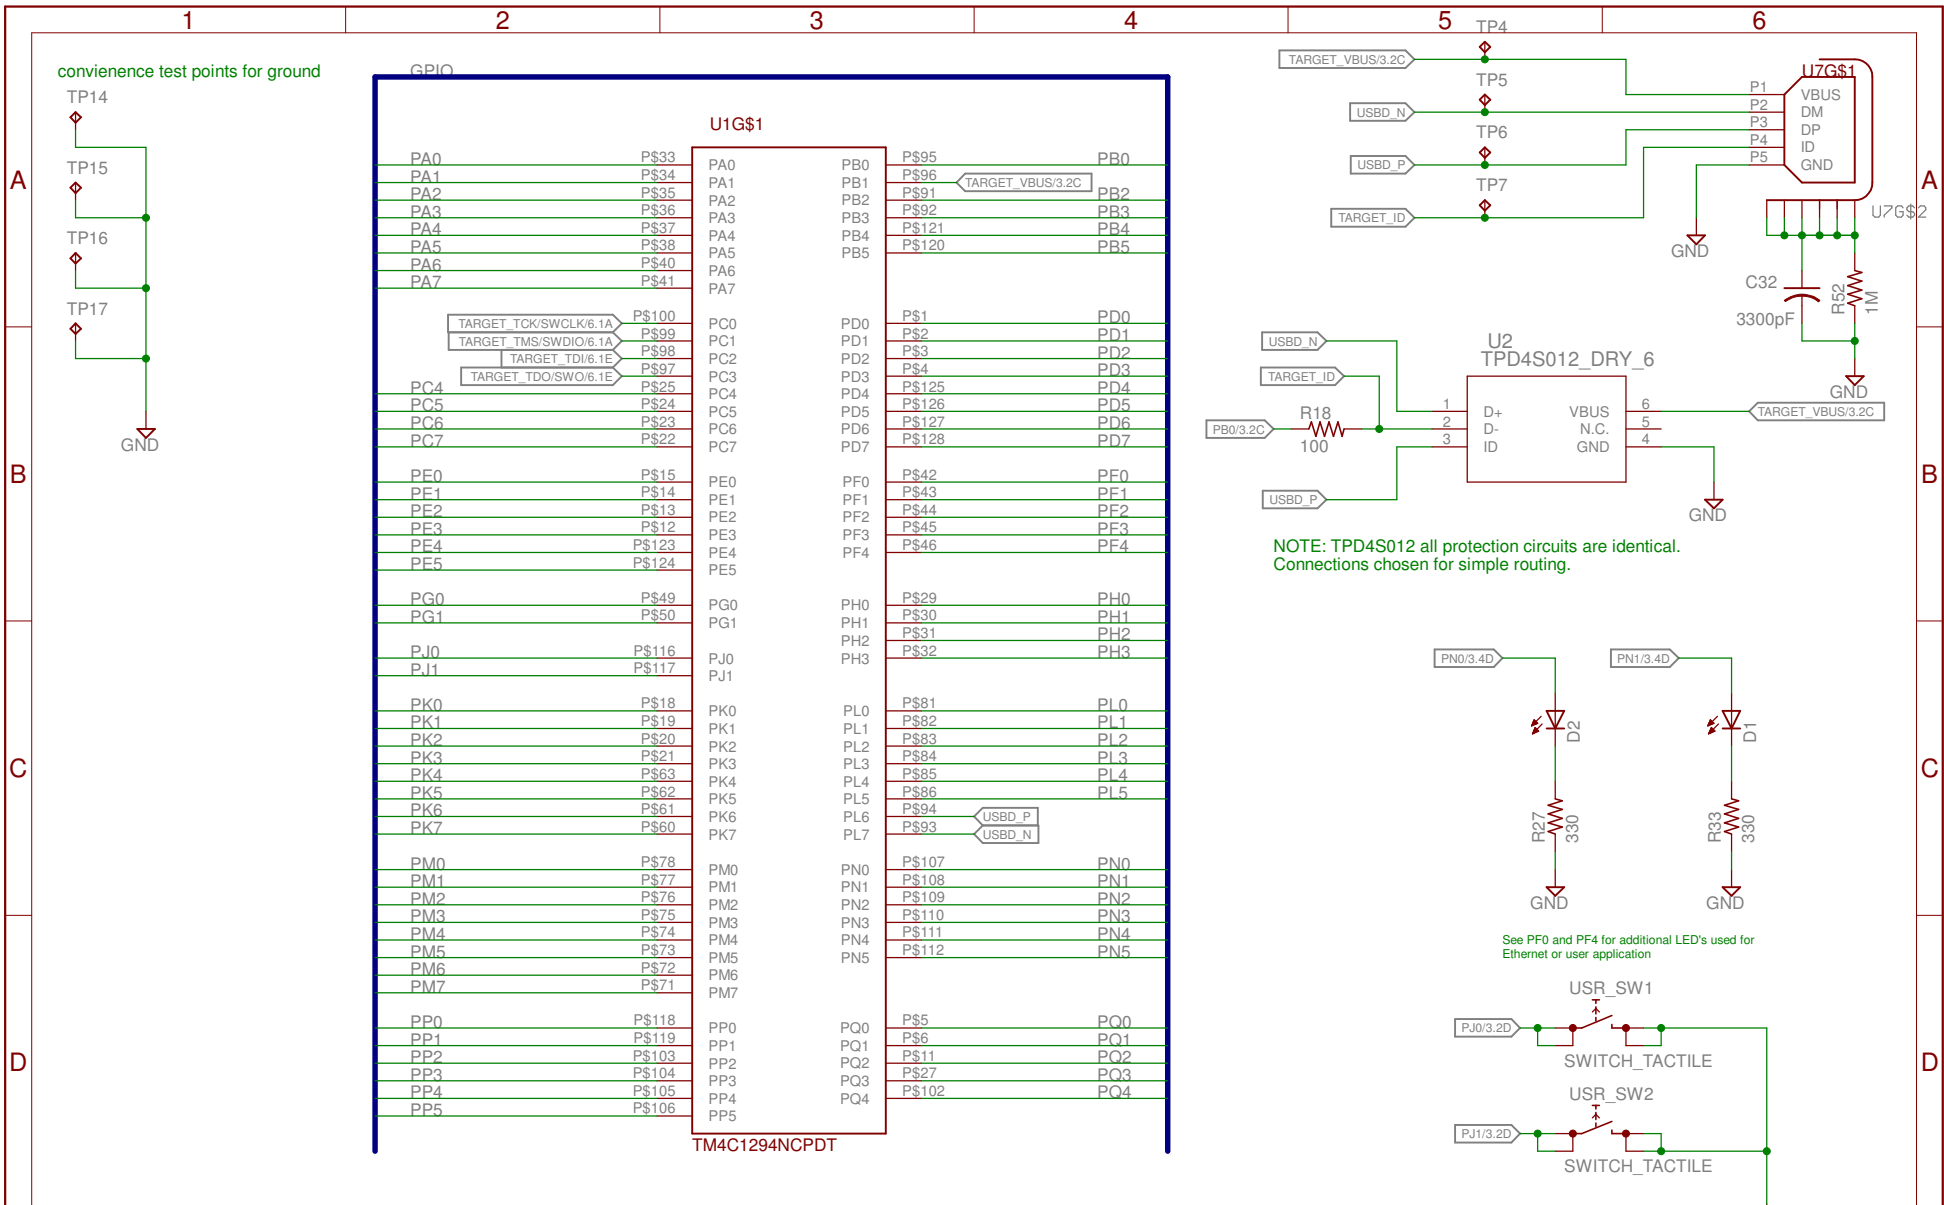 1 2 3 4 5 6
A
B
C
D
A
B
C
D
convienence test points for ground
TP14
TP15
TP16
TP17
GND
GPIO
U1G$1
PA0 P$33 PA0 PB0 P$95 PB0
PA1 P$34 PA1 PB1 P$96 TARGET_VBUS/3.2C
PA2 P$35 PA2 PB2 P$91 PB2
PA3 P$36 PA3 PB3 P$92 PB3
PA4 P$37 PA4 PB4 P$121 PB4
PA5 P$38 PA5 PB5 P$120 PB5
PA6 P$40 PA6
PA7 P$41 PA7
TARGET_TCK/SWCLK/6.1A P$100 PC0 PD0 P$1 PD0
TARGET_TMS/SWDIO/6.1A P$99 PC1 PD1 P$2 PD1
TARGET_TDI/6.1E P$98 PC2 PD2 P$3 PD2
TARGET_TDO/SWO/6.1E P$97 PC3 PD3 P$4 PD3
PC4 P$25 PC4 PD4 P$125 PD4
PC5 P$24 PC5 PD5 P$126 PD5
PC6 P$23 PC6 PD6 P$127 PD6
PC7 P$22 PC7 PD7 P$128 PD7
PE0 P$15 PE0 PF0 P$42 PF0
PE1 P$14 PE1 PF1 P$43 PF1
PE2 P$13 PE2 PF2 P$44 PF2
PE3 P$12 PE3 PF3 P$45 PF3
PE4 P$123 PE4 PF4 P$46 PF4
PE5 P$124 PE5
PG0 P$49 PG0 PH0 P$29 PH0
PG1 P$50 PG1 PH1 P$30 PH1
PH2 P$31 PH2
PJ0 P$116 PJ0 PH3 P$32 PH3
PJ1 P$117 PJ1
PK0 P$18 PK0 PL0 P$81 PL0
PK1 P$19 PK1 PL1 P$82 PL1
PK2 P$20 PK2 PL2 P$83 PL2
PK3 P$21 PK3 PL3 P$84 PL3
PK4 P$63 PK4 PL4 P$85 PL4
PK5 P$62 PK5 PL5 P$86 PL5
PK6 P$61 PK6 PL6 P$94 USBD_P
PK7 P$60 PK7 PL7 P$93 USBD_N
PM0 P$78 PM0 PN0 P$107 PN0
PM1 P$77 PM1 PN1 P$108 PN1
PM2 P$76 PM2 PN2 P$109 PN2
PM3 P$75 PM3 PN3 P$110 PN3
PM4 P$74 PM4 PN4 P$111 PN4
PM5 P$73 PM5 PN5 P$112 PN5
PM6 P$72 PM6
PM7 P$71 PM7
PP0 P$118 PP0 PQ0 P$5 PQ0
PP1 P$119 PP1 PQ1 P$6 PQ1
PP2 P$103 PP2 PQ2 P$11 PQ2
PP3 P$104 PP3 PQ3 P$27 PQ3
PP4 P$105 PP4 PQ4 P$102 PQ4
PP5 P$106 PP5
TM4C1294NCPDT
TP4
TARGET_VBUS/3.2C
TP5
USBD_N
TP6
USBD_P
TP7
TARGET_ID
U7G$1
P1 VBUS
P2 DM
P3 DP
P4 ID
P5 GND
U7G$2
GND
C32
3300pF
R52
1M
GND
U2
TPD4S012_DRY_6
USBD_N
TARGET_ID
PB0/3.2C
R18
100
USBD_P
1 D+ VBUS 6
2 D- N.C. 5
3 ID GND 4
TARGET_VBUS/3.2C
GND
NOTE: TPD4S012 all protection circuits are identical.
Connections chosen for simple routing.
PN0/3.4D
D2
R27
330
GND
PN1/3.4D
D1
R33
330
GND
See PF0 and PF4 for additional LED's used for
Ethernet or user application
USR_SW1
PJ0/3.2D
SWITCH_TACTILE
USR_SW2
PJ1/3.2D
SWITCH_TACTILE